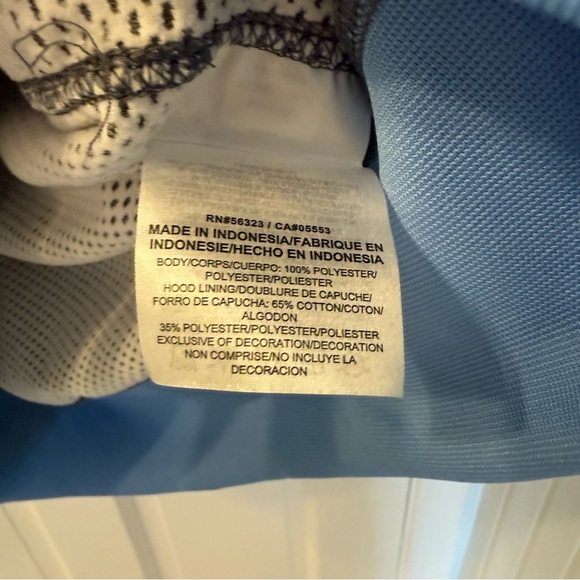 RN#56323 / CA#05553
MADE IN INDONESIA/FABRIQUE EN
INDONESIE/HECHO EN INDONESIA
BODY/CORPS/CUERPO: 100% POLYESTER/
POLYESTER/POLIESTER
HOOD LINING/DOUBLURE DE CAPUCHE/
FORRO DE CAPUCHA: 65% COTTON/COTON/
ALGODON
35% POLYESTER/POLYESTER/POLIESTER
EXCLUSIVE OF DECORATION/DECORATION
NON COMPRISE/NO INCLUYE LA
DECORACION